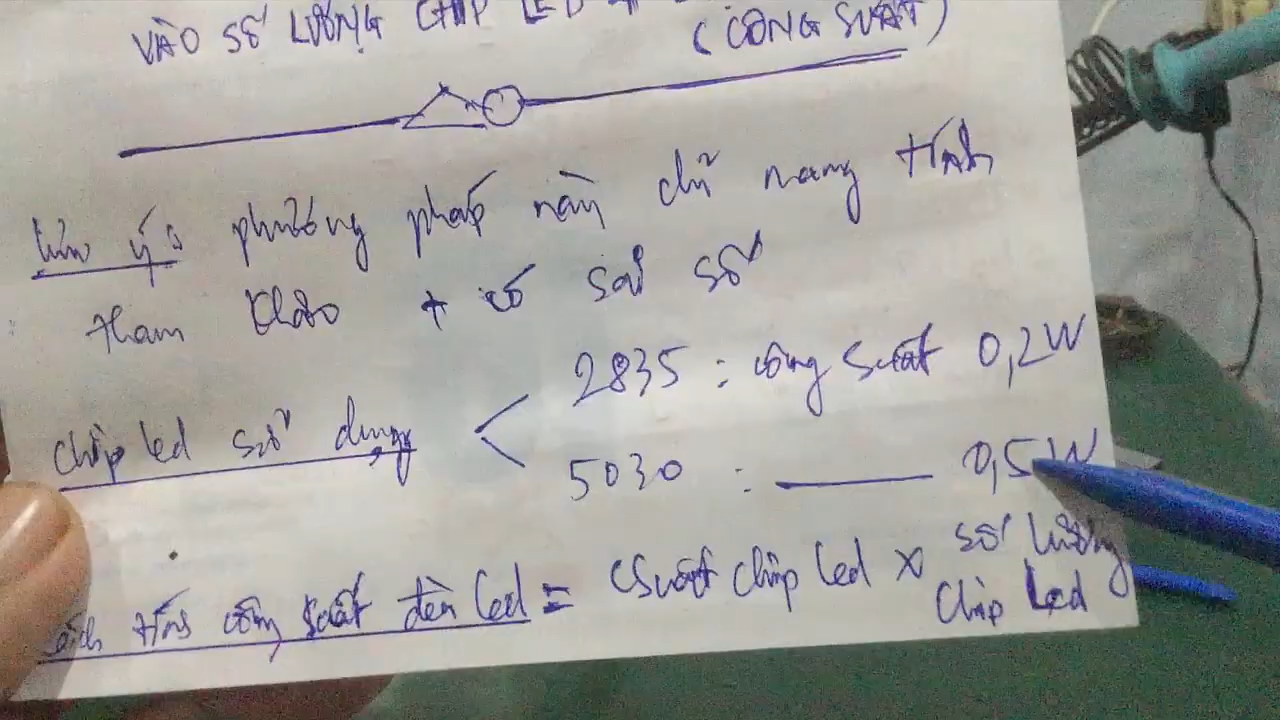 VÀO SỐ LƯỢNG CHIP LED
(CÔNG SUẤT)
Lưu ý: phương pháp này chỉ mang tính
tham khảo + có sai số
chip led sử dụng < 2835 : công suất 0,2W
5030 : ——— 0,5W
cách tính công suất đèn led = Csuất chip led x số lượng
chip led